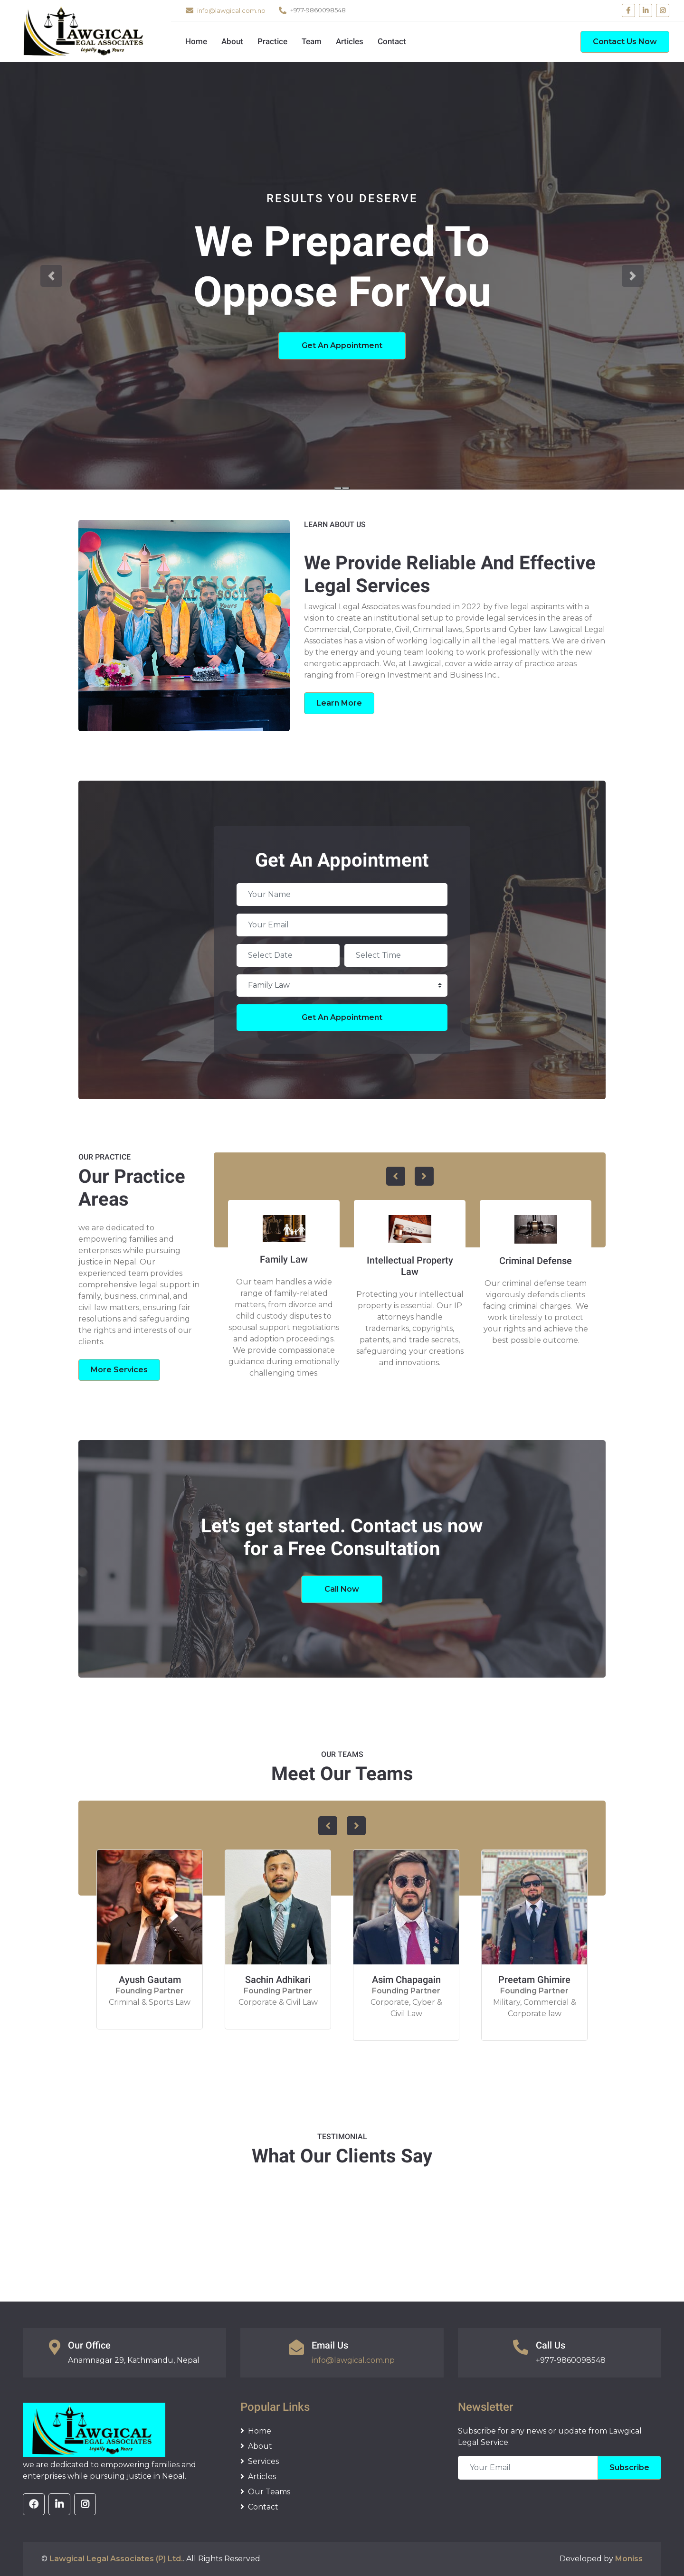 LAWGICAL
LEGAL ASSOCIATES
Legally Yours
info@lawgical.com.np
+977-9860098548
Home
About
Practice
Team
Articles
Contact
Contact Us Now
RESULTS YOU DESERVE
We Prepared To
Oppose For You
Get An Appointment
LEARN ABOUT US
We Provide Reliable And Effective
Legal Services
Lawgical Legal Associates was founded in 2022 by five legal aspirants with a
vision to create an institutional setup to provide legal services in the areas of
Commercial, Corporate, Civil, Criminal laws, Sports and Cyber law. Lawgical Legal
Associates has a vision of working logically in all the legal matters. We are driven
by the energy and young team looking to work professionally with the new
energetic approach. We, at Lawgical, cover a wide array of practice areas
ranging from Foreign Investment and Business Inc...
Learn More
Get An Appointment
Your Name
Your Email
Select Date
Select Time
Family Law
Get An Appointment
OUR PRACTICE
Our Practice
Areas
we are dedicated to
empowering families and
enterprises while pursuing
justice in Nepal. Our
experienced team provides
comprehensive legal support in
family, business, criminal, and
civil law matters, ensuring fair
resolutions and safeguarding
the rights and interests of our
clients.
More Services
Family Law
Our team handles a wide
range of family-related
matters, from divorce and
child custody disputes to
spousal support negotiations
and adoption proceedings.
We provide compassionate
guidance during emotionally
challenging times.
Intellectual Property
Law
Protecting your intellectual
property is essential. Our IP
attorneys handle
trademarks, copyrights,
patents, and trade secrets,
safeguarding your creations
and innovations.
Criminal Defense
Our criminal defense team
vigorously defends clients
facing criminal charges. We
work tirelessly to protect
your rights and achieve the
best possible outcome.
Let's get started. Contact us now
for a Free Consultation
Call Now
OUR TEAMS
Meet Our Teams
Ayush Gautam
Founding Partner
Criminal & Sports Law
Sachin Adhikari
Founding Partner
Corporate & Civil Law
Asim Chapagain
Founding Partner
Corporate, Cyber &
Civil Law
Preetam Ghimire
Founding Partner
Military, Commercial &
Corporate law
TESTIMONIAL
What Our Clients Say
Our Office
Anamnagar 29, Kathmandu, Nepal
Email Us
info@lawgical.com.np
Call Us
+977-9860098548
LAWGICAL
LEGAL ASSOCIATES
Legally Yours
we are dedicated to empowering families and
enterprises while pursuing justice in Nepal.
Popular Links
Home
About
Services
Articles
Our Teams
Contact
Newsletter
Subscribe for any news or update from Lawgical
Legal Service.
Your Email
Subscribe
© Lawgical Legal Associates (P) Ltd.. All Rights Reserved.
Developed by Moniss